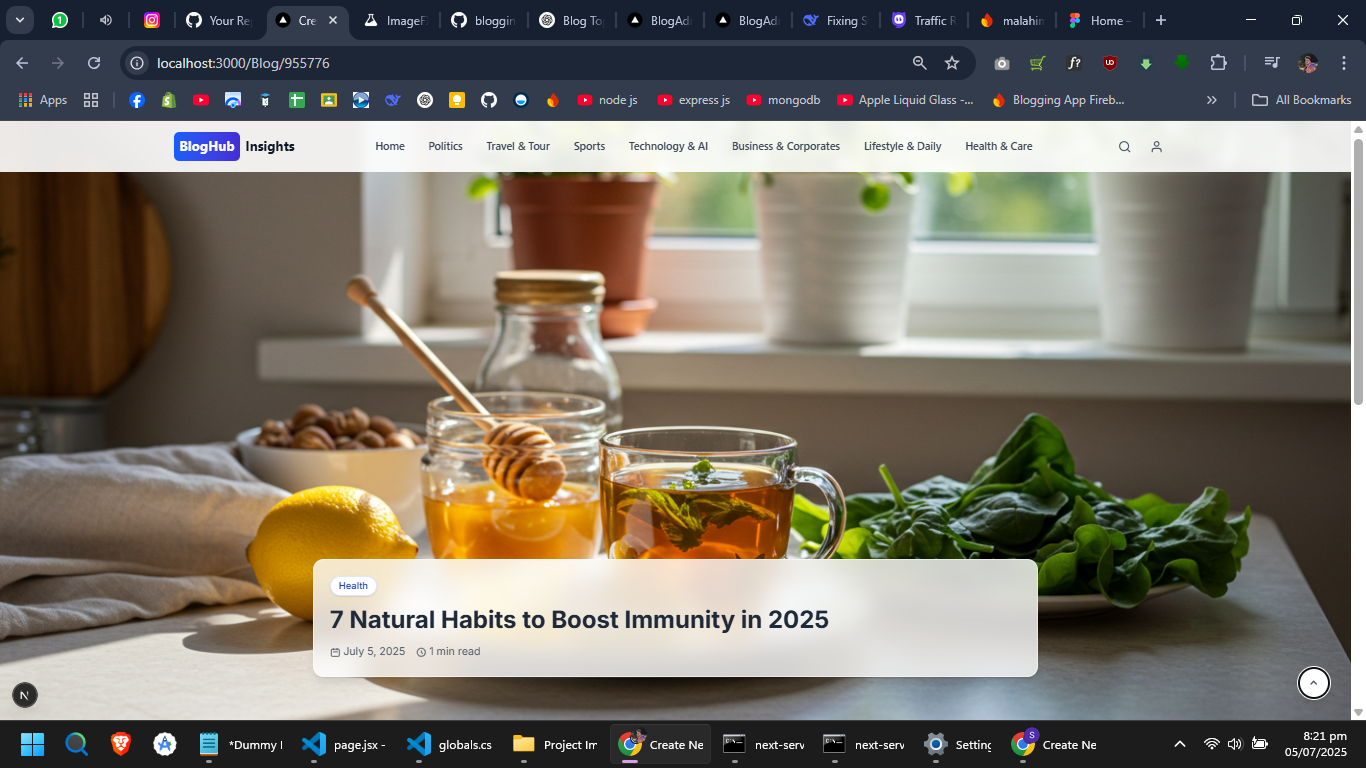 Your Re
Cre
ImageF
bloggin
Blog To
BlogAd
BlogAd
Fixing S
Traffic R
malahin
Home –
localhost:3000/Blog/955776
Apps
node js
express js
mongodb
Apple Liquid Glass -...
Blogging App Fireb...
All Bookmarks
BlogHub Insights
Home
Politics
Travel & Tour
Sports
Technology & AI
Business & Corporates
Lifestyle & Daily
Health & Care
Health
7 Natural Habits to Boost Immunity in 2025
July 5, 2025
1 min read
N
*Dummy
page.jsx -
globals.cs
Project Im
Create Ne
next-serv
next-serv
Setting
Create Ne
8:21 pm
05/07/2025